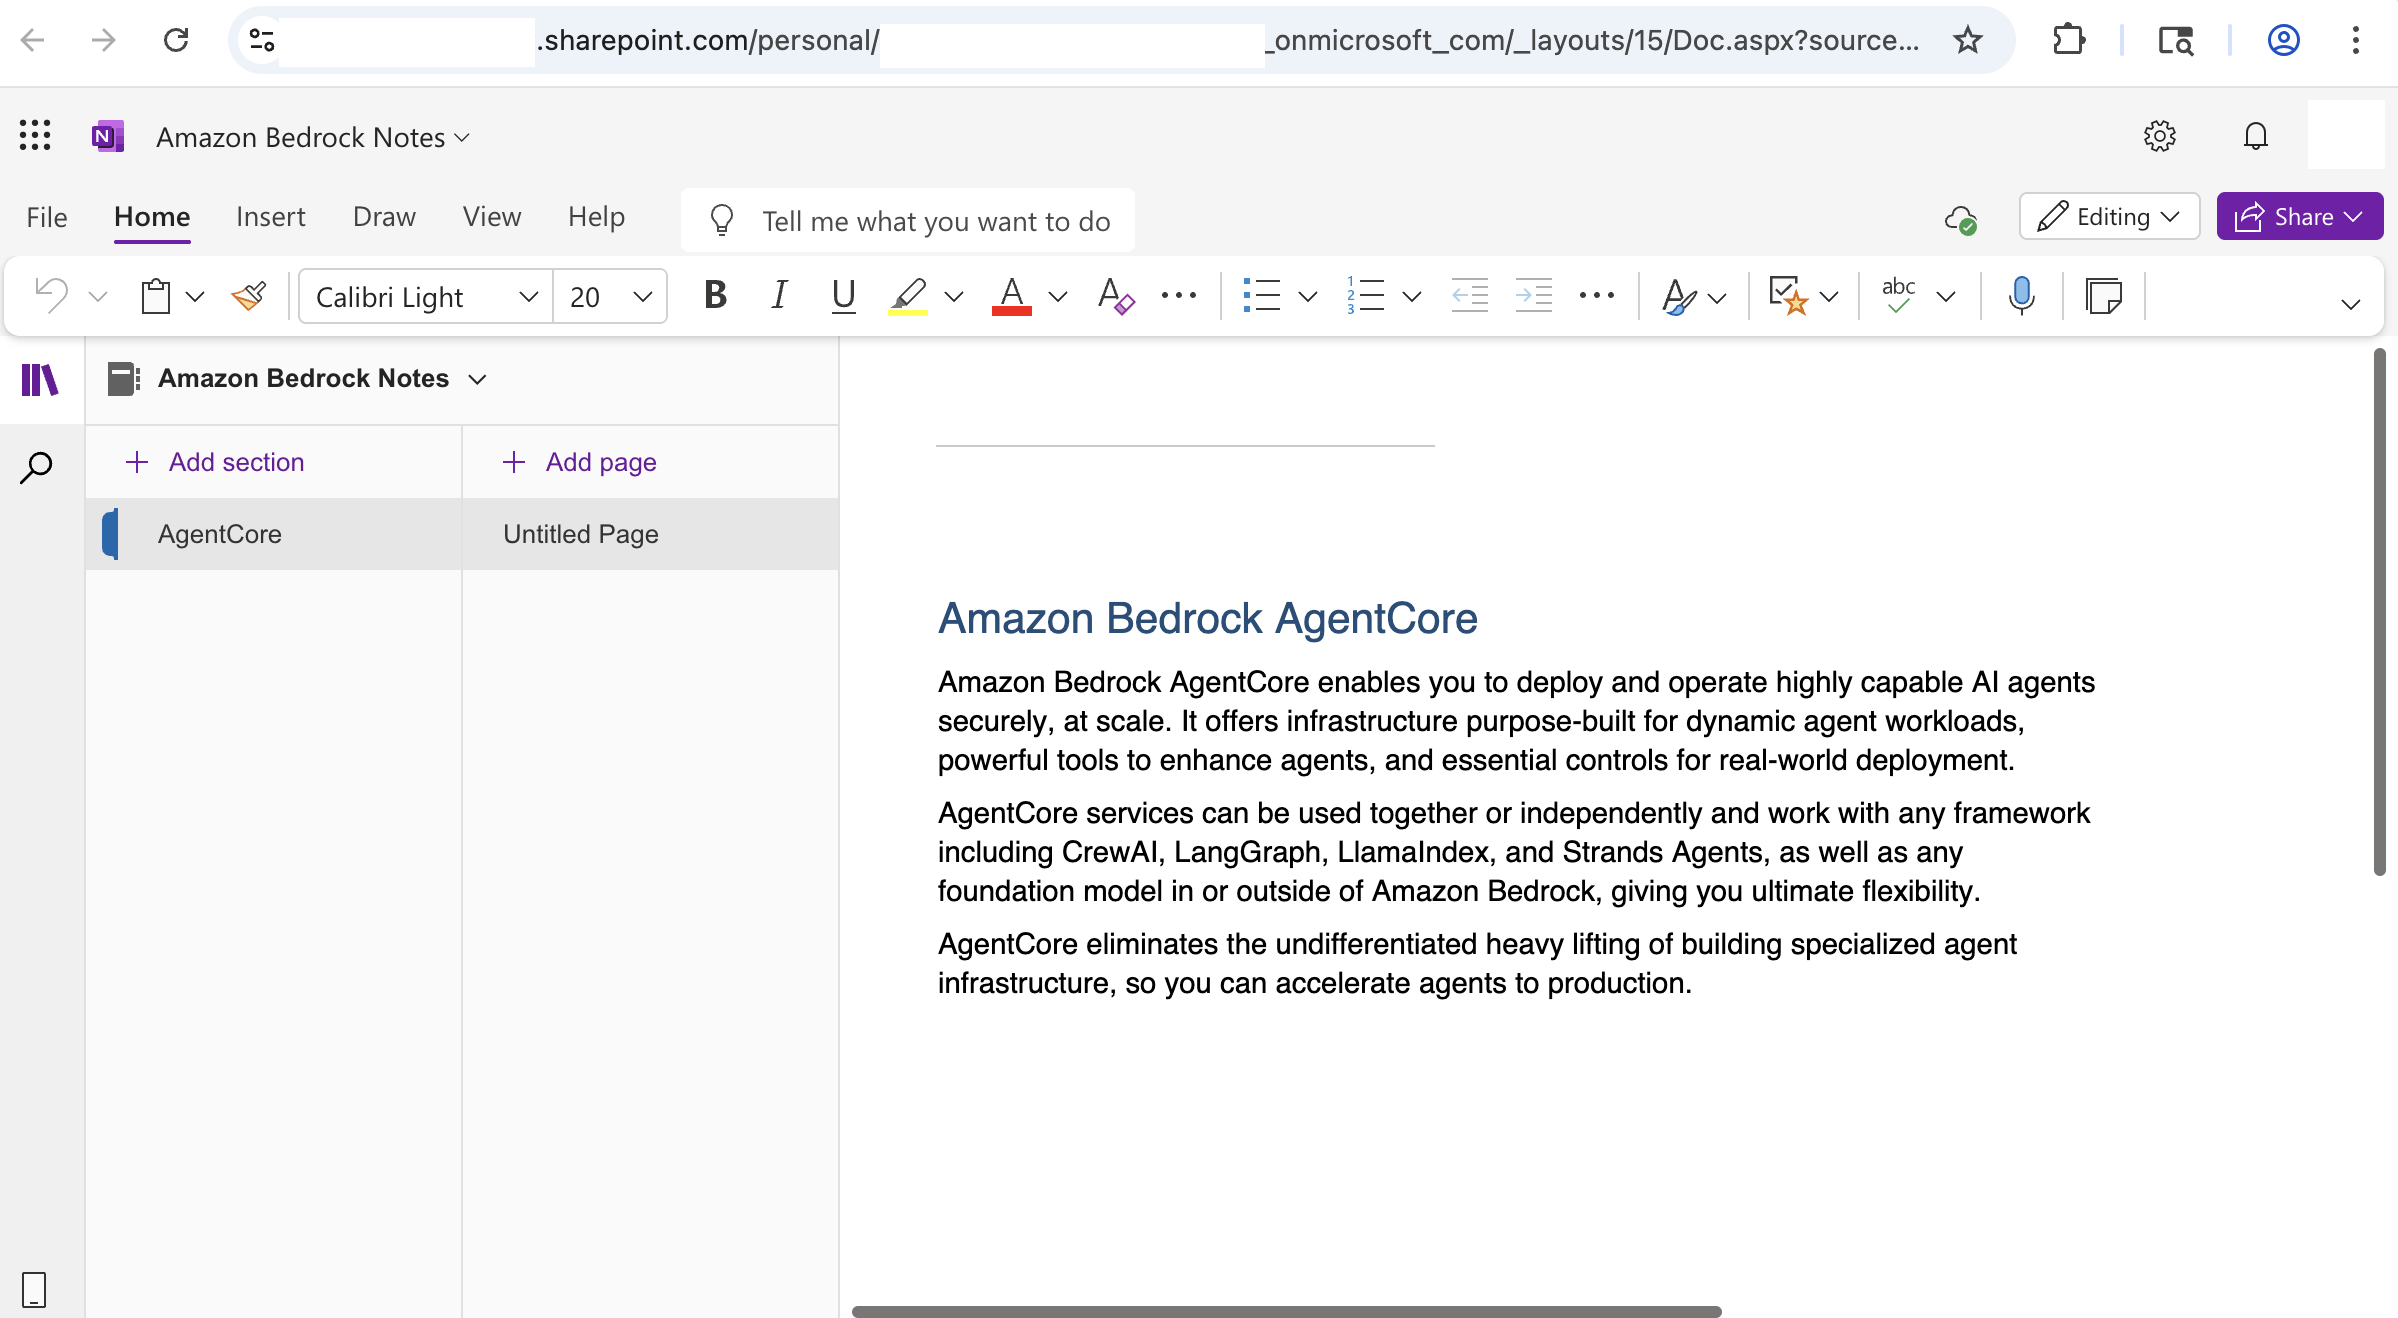 .sharepoint.com/personal/ _onmicrosoft_com/_layouts/15/Doc.aspx?source...
N Amazon Bedrock Notes
File Home Insert Draw View Help Tell me what you want to do Editing Share
Calibri Light 20 B I U A A 1 2 3 A abc
Amazon Bedrock Notes
+ Add section + Add page
AgentCore Untitled Page
Amazon Bedrock AgentCore
Amazon Bedrock AgentCore enables you to deploy and operate highly capable AI agents
securely, at scale. It offers infrastructure purpose-built for dynamic agent workloads,
powerful tools to enhance agents, and essential controls for real-world deployment.
AgentCore services can be used together or independently and work with any framework
including CrewAI, LangGraph, LlamaIndex, and Strands Agents, as well as any
foundation model in or outside of Amazon Bedrock, giving you ultimate flexibility.
AgentCore eliminates the undifferentiated heavy lifting of building specialized agent
infrastructure, so you can accelerate agents to production.